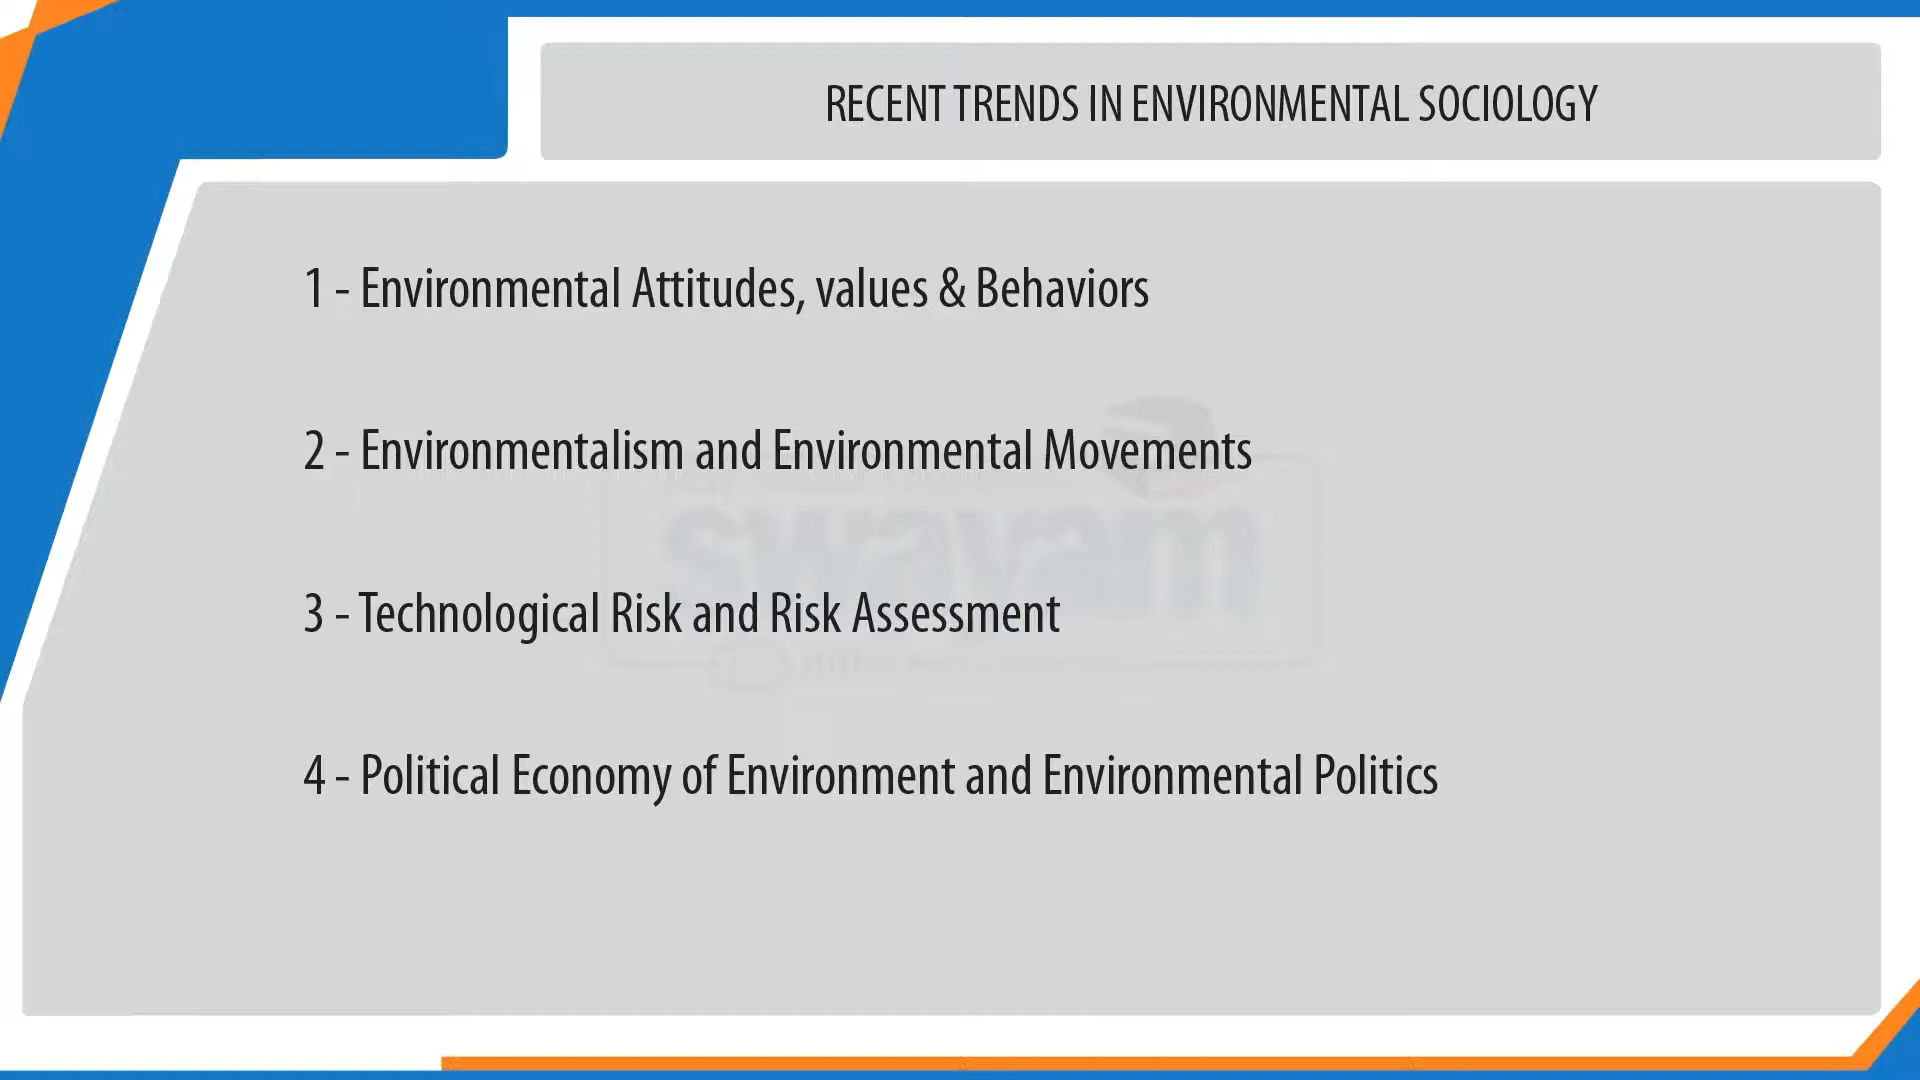 RECENT TRENDS IN ENVIRONMENTAL SOCIOLOGY
1 - Environmental Attitudes, values & Behaviors
2 - Environmentalism and Environmental Movements
3 - Technological Risk and Risk Assessment
4 - Political Economy of Environment and Environmental Politics
swayam